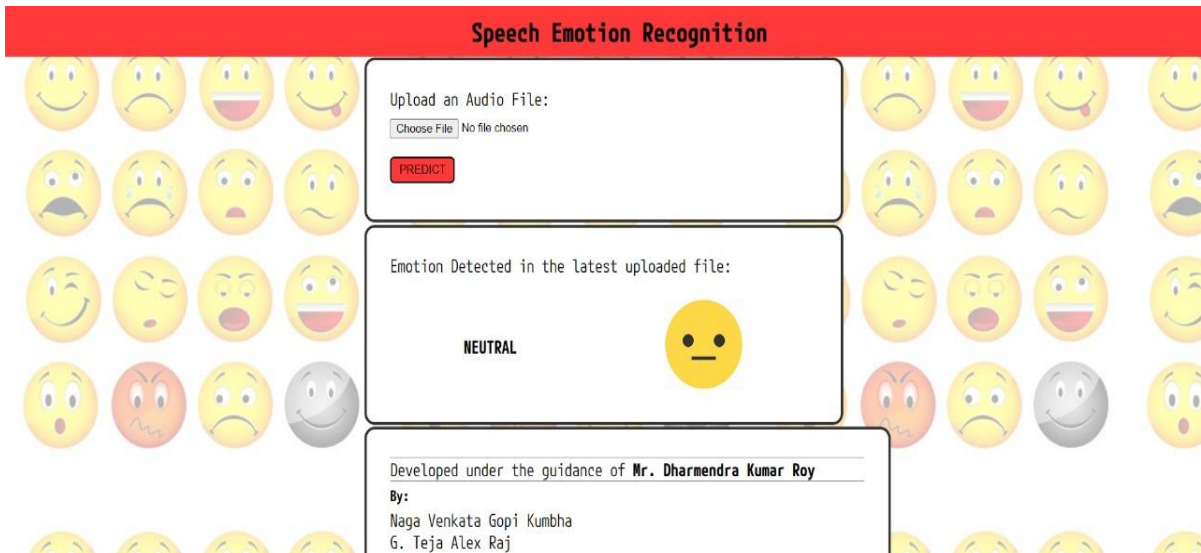 Speech Emotion Recognition
Upload an Audio File:
Choose File No file chosen
PREDICT
Emotion Detected in the latest uploaded file:
NEUTRAL
Developed under the guidance of Mr. Dharmendra Kumar Roy
By:
Naga Venkata Gopi Kumbha
G. Teja Alex Raj